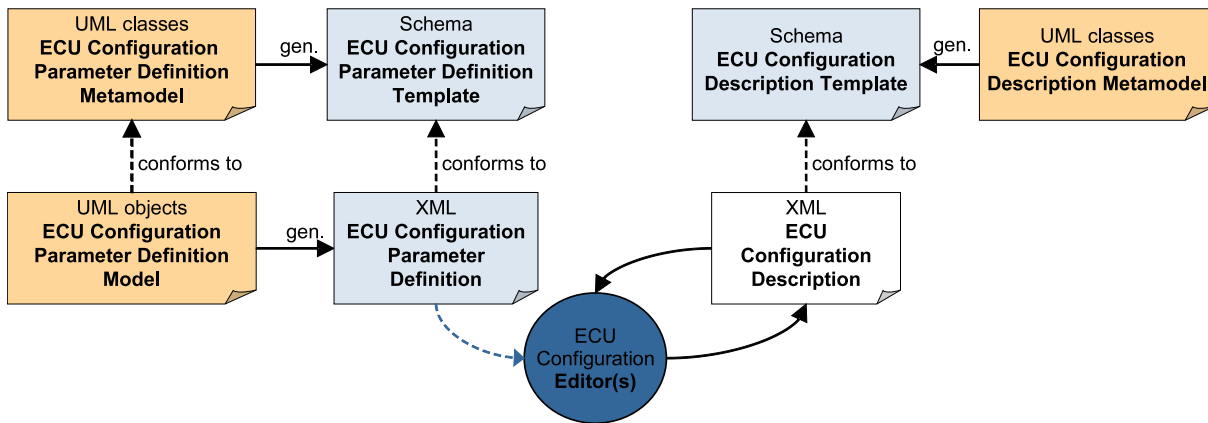 UML classes
ECU Configuration
Parameter Definition
Metamodel
gen.
Schema
ECU Configuration
Parameter Definition
Template
Schema
ECU Configuration
Description Template
gen.
UML classes
ECU Configuration
Description Metamodel
conforms to
conforms to
conforms to
UML objects
ECU Configuration
Parameter Definition
Model
gen.
XML
ECU Configuration
Parameter
Definition
XML
ECU
Configuration
Description
ECU
Configuration
Editor(s)